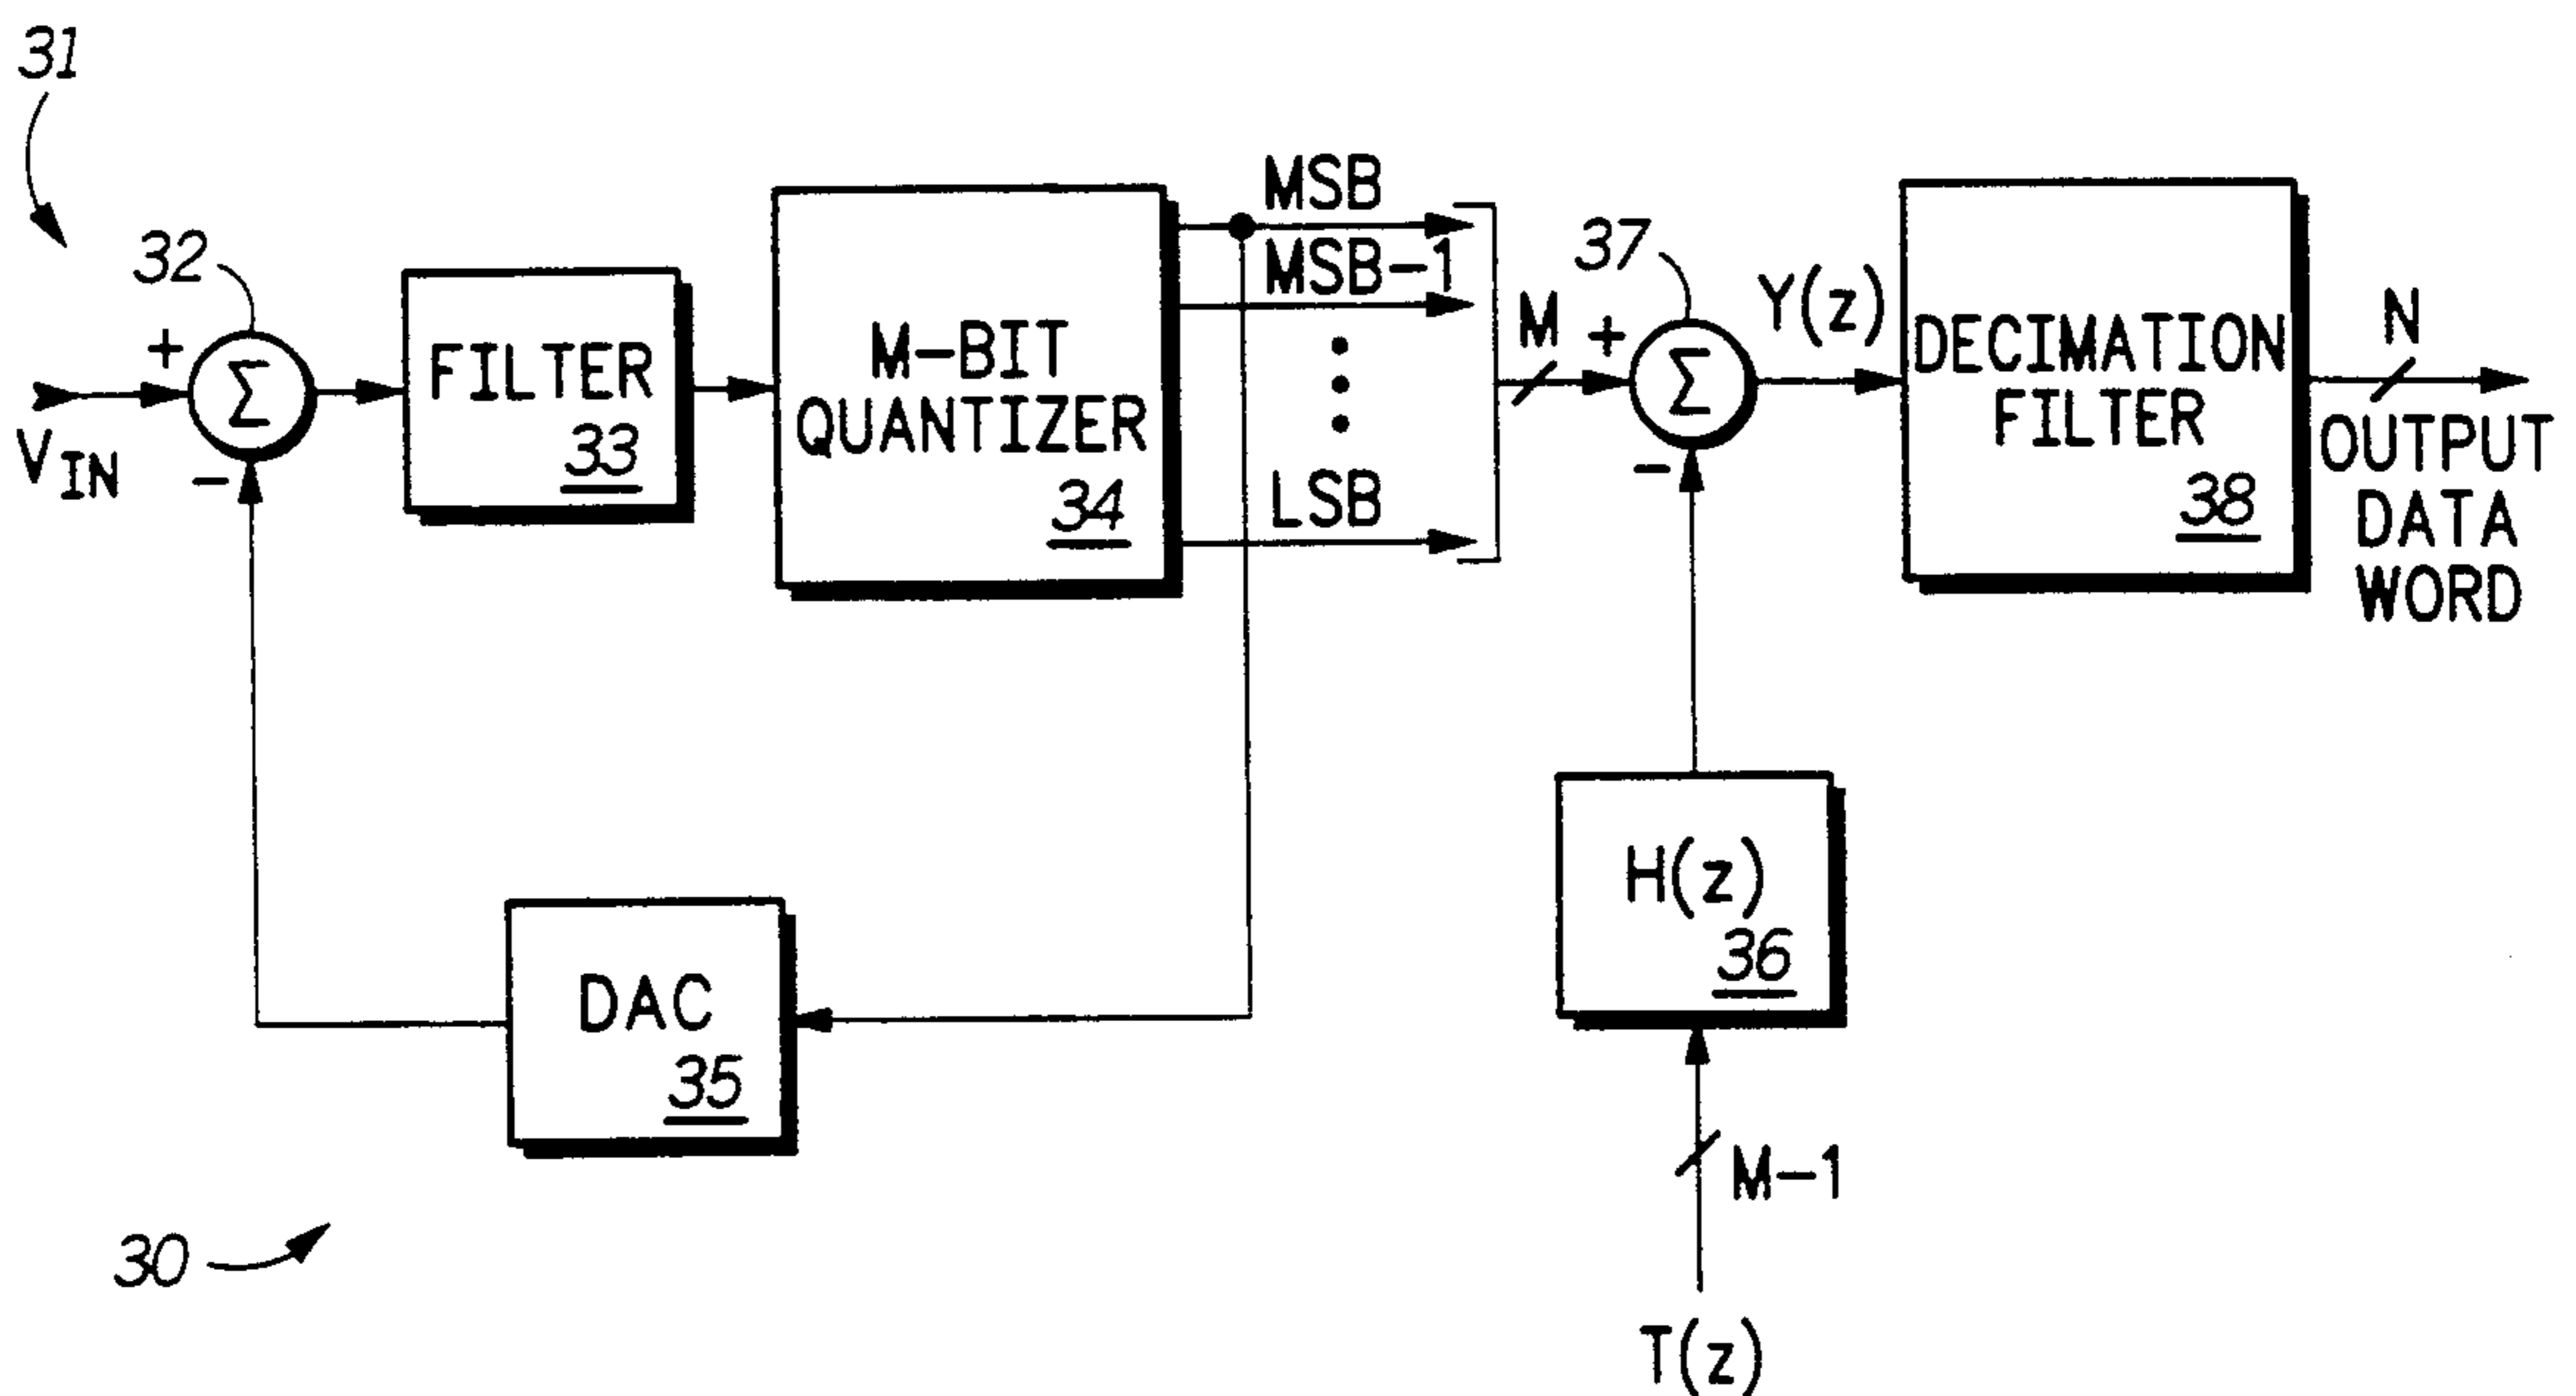 31
32
+
-
V_IN
Σ
FILTER
33
M-BIT
QUANTIZER
34
MSB
MSB-1
LSB
M
37
+
-
Σ
Y(z)
DECIMATION
FILTER
38
N
OUTPUT
DATA
WORD
DAC
35
H(z)
36
M-1
T(z)
30